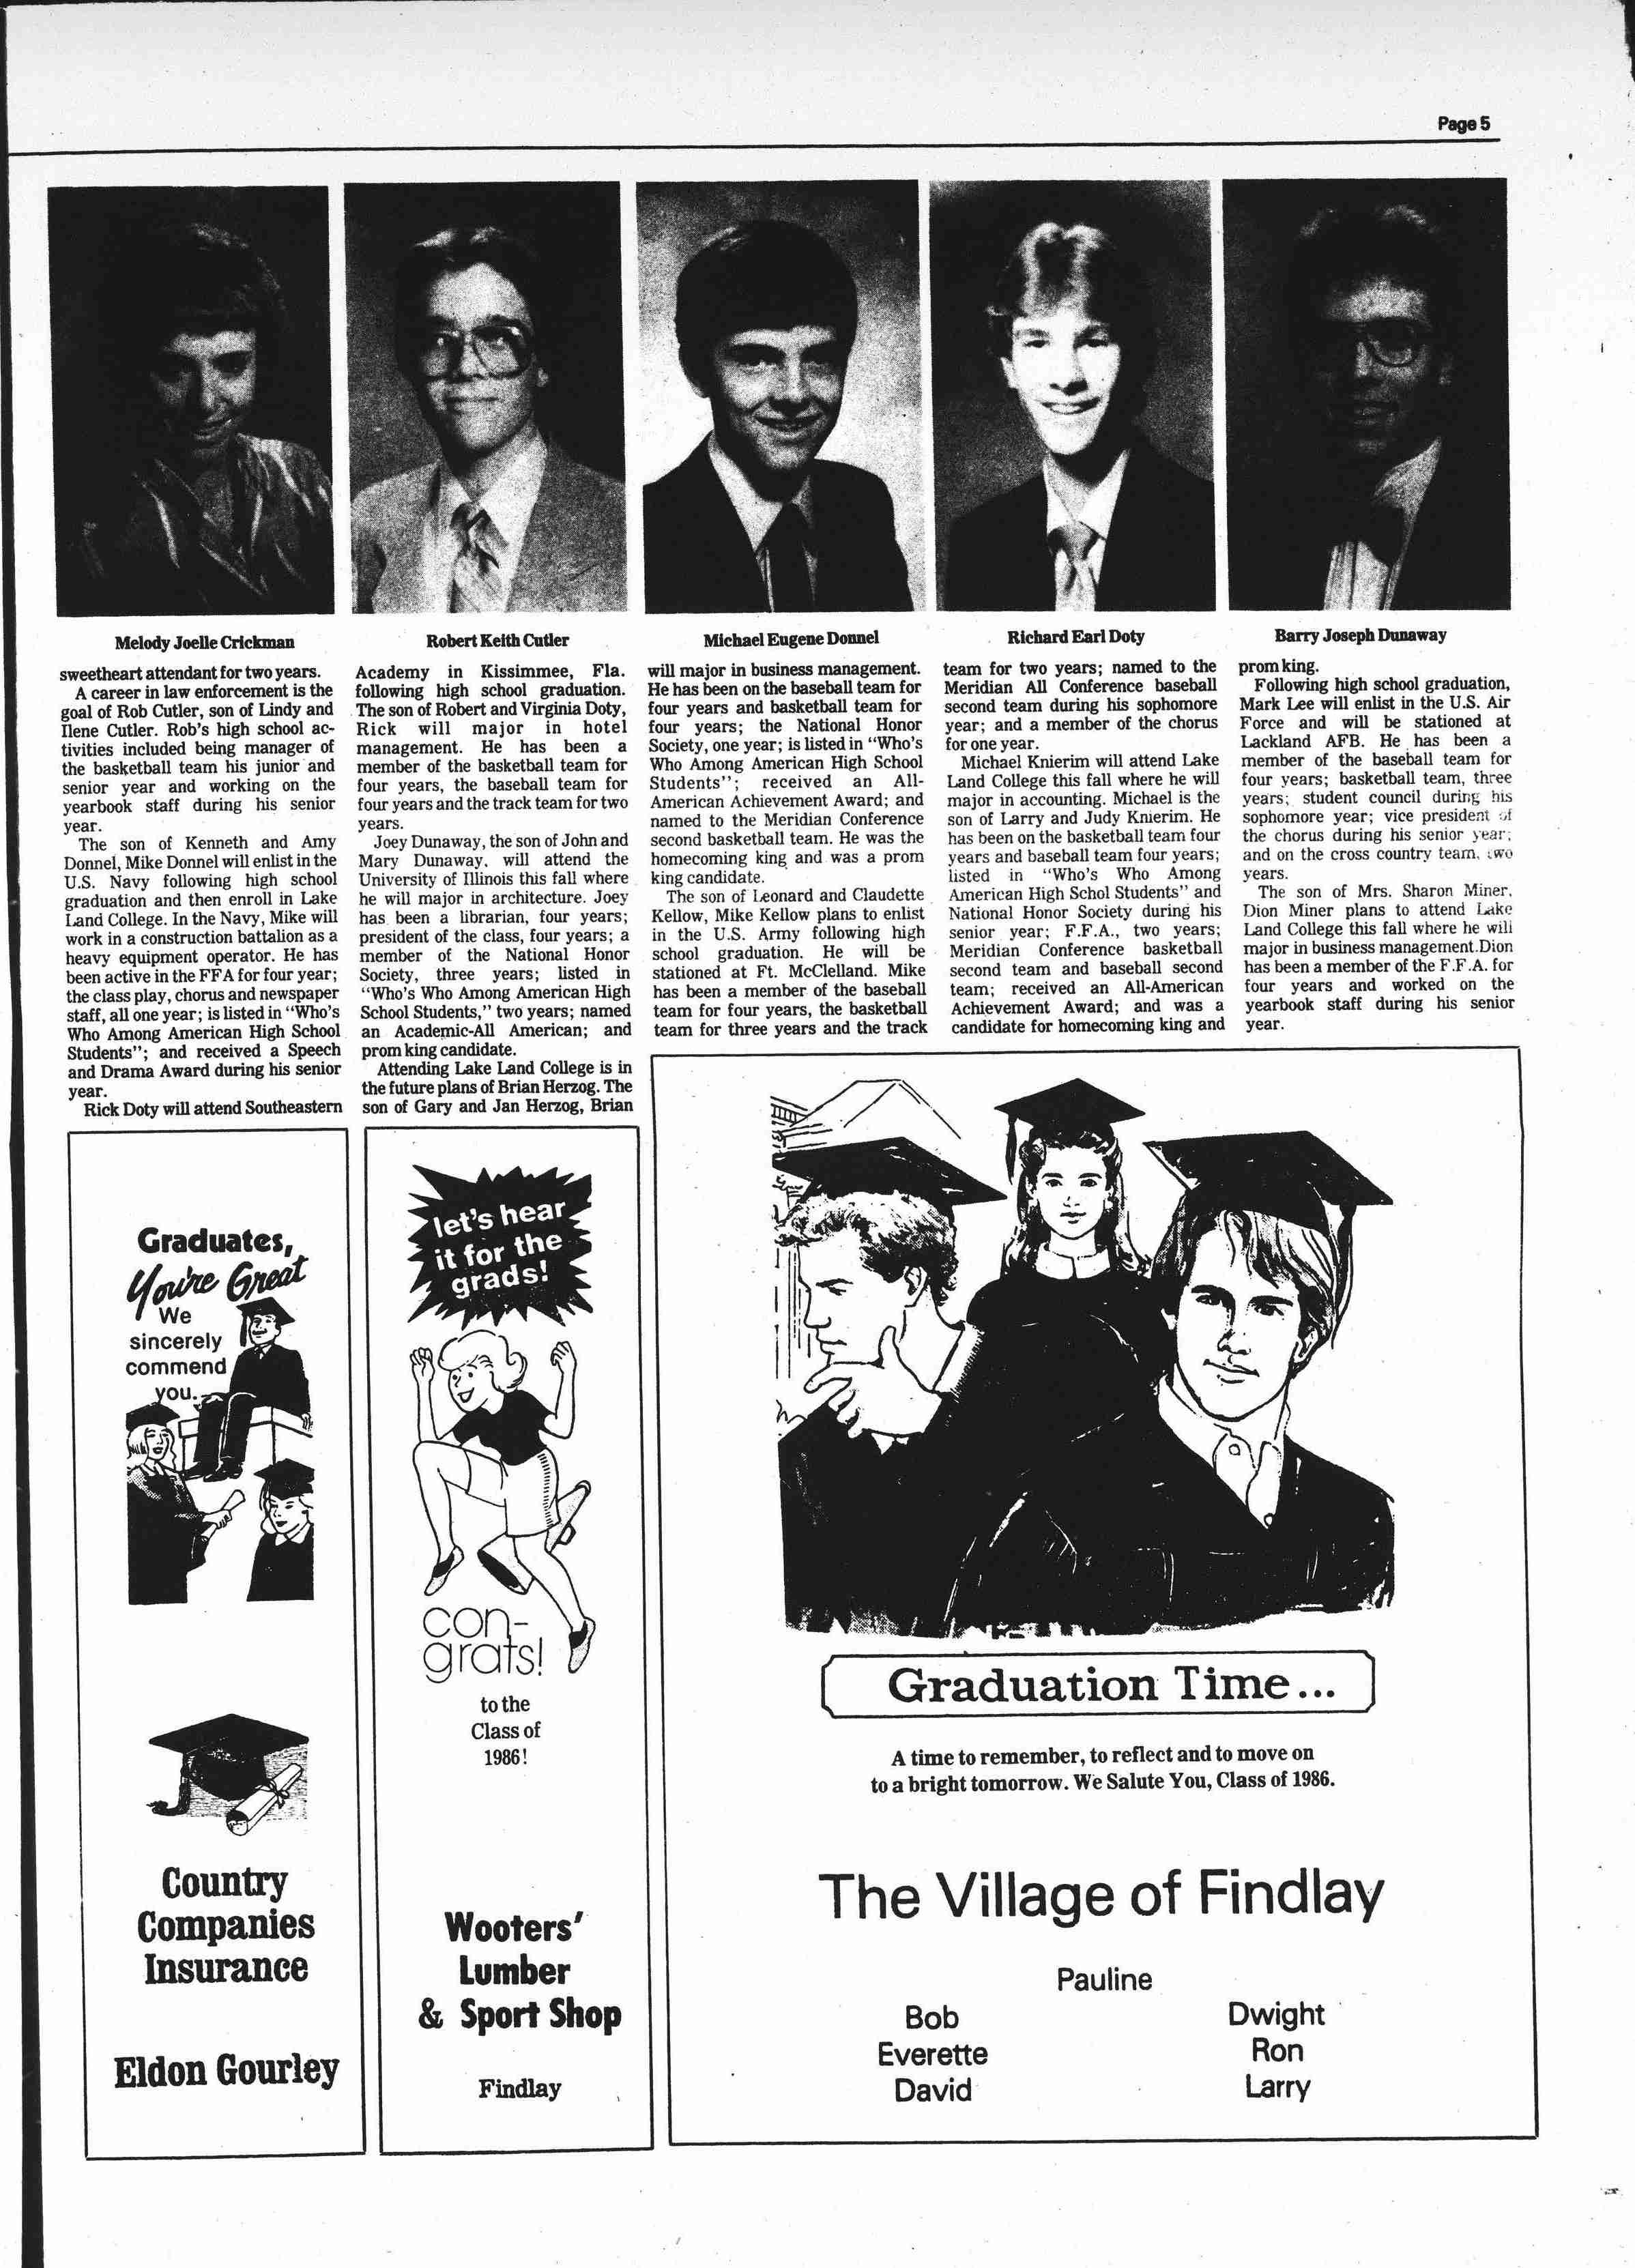 Page 5
Melody Joelle Crickman
Robert Keith Cutler
Michael Eugene Donnel
Richard Earl Doty
Barry Joseph Dunaway
sweetheart attendant for two years.
A career in law enforcement is the
goal of Rob Cutler, son of Lindy and
Ilene Cutler. Rob's high school ac-
tivities included being manager of
the basketball team his junior and
senior year and working on the
yearbook staff during his senior
year.
The son of Kenneth and Amy
Donnel, Mike Donnel will enlist in the
U.S. Navy following high school
graduation and then enroll in Lake
Land College. In the Navy, Mike will
work in a construction battalion as a
heavy equipment operator. He has
been active in the FFA for four year;
the class play, chorus and newspaper
staff, all one year; is listed in "Who's
Who Among American High School
Students"; and received a Speech
and Drama Award during his senior
year.
Rick Doty will attend Southeastern
Academy in Kissimmee, Fla.
following high school graduation.
The son of Robert and Virginia Doty,
Rick will major in hotel
management. He has been a
member of the basketball team for
four years, the baseball team for
four years and the track team for two
years.
Joey Dunaway, the son of John and
Mary Dunaway, will attend the
University of Illinois this fall where
he will major in architecture. Joey
has been a librarian, four years;
president of the class, four years; a
member of the National Honor
Society, three years; listed in
"Who's Who Among American High
School Students," two years; named
an Academic-All American; and
prom king candidate.
Attending Lake Land College is in
the future plans of Brian Herzog. The
son of Gary and Jan Herzog, Brian
will major in business management.
He has been on the baseball team for
four years and basketball team for
four years; the National Honor
Society, one year; is listed in "Who's
Who Among American High School
Students"; received an All-
American Achievement Award; and
named to the Meridian Conference
second basketball team. He was the
homecoming king and was a prom
king candidate.
The son of Leonard and Claudette
Kellow, Mike Kellow plans to enlist
in the U.S. Army following high
school graduation. He will be
stationed at Ft. McClelland. Mike
has been a member of the baseball
team for four years, the basketball
team for three years and the track
team for two years; named to the
Meridian All Conference baseball
second team during his sophomore
year; and a member of the chorus
for one year.
Michael Knierim will attend Lake
Land College this fall where he will
major in accounting. Michael is the
son of Larry and Judy Knierim. He
has been on the basketball team four
years and baseball team four years;
listed in "Who's Who Among
American High Schol Students" and
National Honor Society during his
senior year; F.F.A., two years;
Meridian Conference basketball
second team and baseball second
team; received an All-American
Achievement Award; and was a
candidate for homecoming king and
prom king.
Following high school graduation,
Mark Lee will enlist in the U.S. Air
Force and will be stationed at
Lackland AFB. He has been a
member of the baseball team for
four years; basketball team, three
years; student council during his
sophomore year; vice president of
the chorus during his senior year;
and on the cross country team, two
years.
The son of Mrs. Sharon Miner,
Dion Miner plans to attend Lake
Land College this fall where he will
major in business management.Dion
has been a member of the F.F.A. for
four years and worked on the
yearbook staff during his senior
year.
Graduates,
You're Great
We
sincerely
commend
you.
Country
Companies
Insurance
Eldon Gourley
let's hear
it for the
grads!
con-
grats!
to the
Class of
1986!
Wooters'
Lumber
& Sport Shop
Findlay
Graduation Time...
A time to remember, to reflect and to move on
to a bright tomorrow. We Salute You, Class of 1986.
The Village of Findlay
Pauline
Bob Dwight
Everette Ron
David Larry